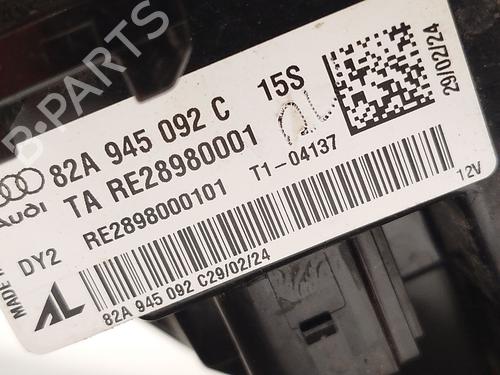 B-PARTS
Audi
82A 945 092 C 15S
TA RE28980001
RE2898000101 T1-04137
DY2
MADE
AL
82A 945 092 C29/02/24
29/02/24
12V